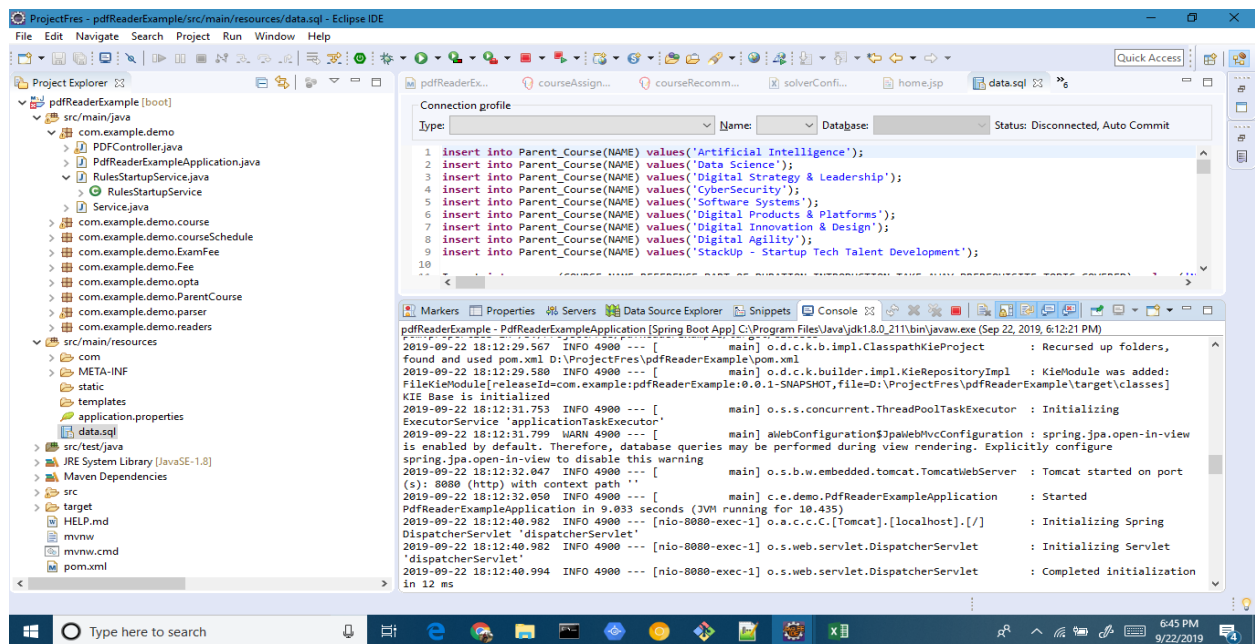 ProjectFres - pdfReaderExample/src/main/resources/data.sql - Eclipse IDE
File Edit Navigate Search Project Run Window Help
Quick Access
Project Explorer
pdfReaderExample [boot]
src/main/java
com.example.demo
PDFController.java
PdfReaderExampleApplication.java
RulesStartupService.java
RulesStartupService
Service.java
com.example.demo.course
com.example.demo.courseSchedule
com.example.demo.ExamFee
com.example.demo.Fee
com.example.demo.opta
com.example.demo.ParentCourse
com.example.demo.parser
com.example.demo.readers
src/main/resources
com
META-INF
static
templates
application.properties
data.sql
src/test/java
JRE System Library [JavaSE-1.8]
Maven Dependencies
src
target
HELP.md
mvnw
mvnw.cmd
pom.xml
pdfReaderEx... courseAssign... courseRecomm... solverConfi... home.jsp data.sql »6
Connection profile
Type: Name: Database: Status: Disconnected, Auto Commit
1 insert into Parent_Course(NAME) values('Artificial Intelligence');
2 insert into Parent_Course(NAME) values('Data Science');
3 insert into Parent_Course(NAME) values('Digital Strategy & Leadership');
4 insert into Parent_Course(NAME) values('CyberSecurity');
5 insert into Parent_Course(NAME) values('Software Systems');
6 insert into Parent_Course(NAME) values('Digital Products & Platforms');
7 insert into Parent_Course(NAME) values('Digital Innovation & Design');
8 insert into Parent_Course(NAME) values('Digital Agility');
9 insert into Parent_Course(NAME) values('StackUp - Startup Tech Talent Development');
10
Markers Properties Servers Data Source Explorer Snippets Console
pdfReaderExample - PdfReaderExampleApplication [Spring Boot App] C:\Program Files\Java\jdk1.8.0_211\bin\javaw.exe (Sep 22, 2019, 6:12:21 PM)
2019-09-22 18:12:29.567 INFO 4900 --- [ main] o.d.c.k.b.impl.ClasspathKieProject : Recursed up folders,
found and used pom.xml D:\ProjectFres\pdfReaderExample\pom.xml
2019-09-22 18:12:29.580 INFO 4900 --- [ main] o.d.c.k.builder.impl.KieRepositoryImpl : KieModule was added:
FileKieModule[releaseId=com.example:pdfReaderExample:0.0.1-SNAPSHOT,file=D:\ProjectFres\pdfReaderExample\target\classes]
KIE Base is initialized
2019-09-22 18:12:31.753 INFO 4900 --- [ main] o.s.s.concurrent.ThreadPoolTaskExecutor : Initializing
ExecutorService 'applicationTaskExecutor'
2019-09-22 18:12:31.799 WARN 4900 --- [ main] aWebConfiguration$JpaWebMvcConfiguration : spring.jpa.open-in-view
is enabled by default. Therefore, database queries may be performed during view rendering. Explicitly configure
spring.jpa.open-in-view to disable this warning
2019-09-22 18:12:32.047 INFO 4900 --- [ main] o.s.b.w.embedded.tomcat.TomcatWebServer : Tomcat started on port
(s): 8080 (http) with context path ''
2019-09-22 18:12:32.050 INFO 4900 --- [ main] c.e.demo.PdfReaderExampleApplication : Started
PdfReaderExampleApplication in 9.033 seconds (JVM running for 10.435)
2019-09-22 18:12:40.982 INFO 4900 --- [nio-8080-exec-1] o.a.c.c.C.[Tomcat].[localhost].[/] : Initializing Spring
DispatcherServlet 'dispatcherServlet'
2019-09-22 18:12:40.982 INFO 4900 --- [nio-8080-exec-1] o.s.web.servlet.DispatcherServlet : Initializing Servlet
'dispatcherServlet'
2019-09-22 18:12:40.994 INFO 4900 --- [nio-8080-exec-1] o.s.web.servlet.DispatcherServlet : Completed initialization
in 12 ms
Type here to search
6:45 PM
9/22/2019
4